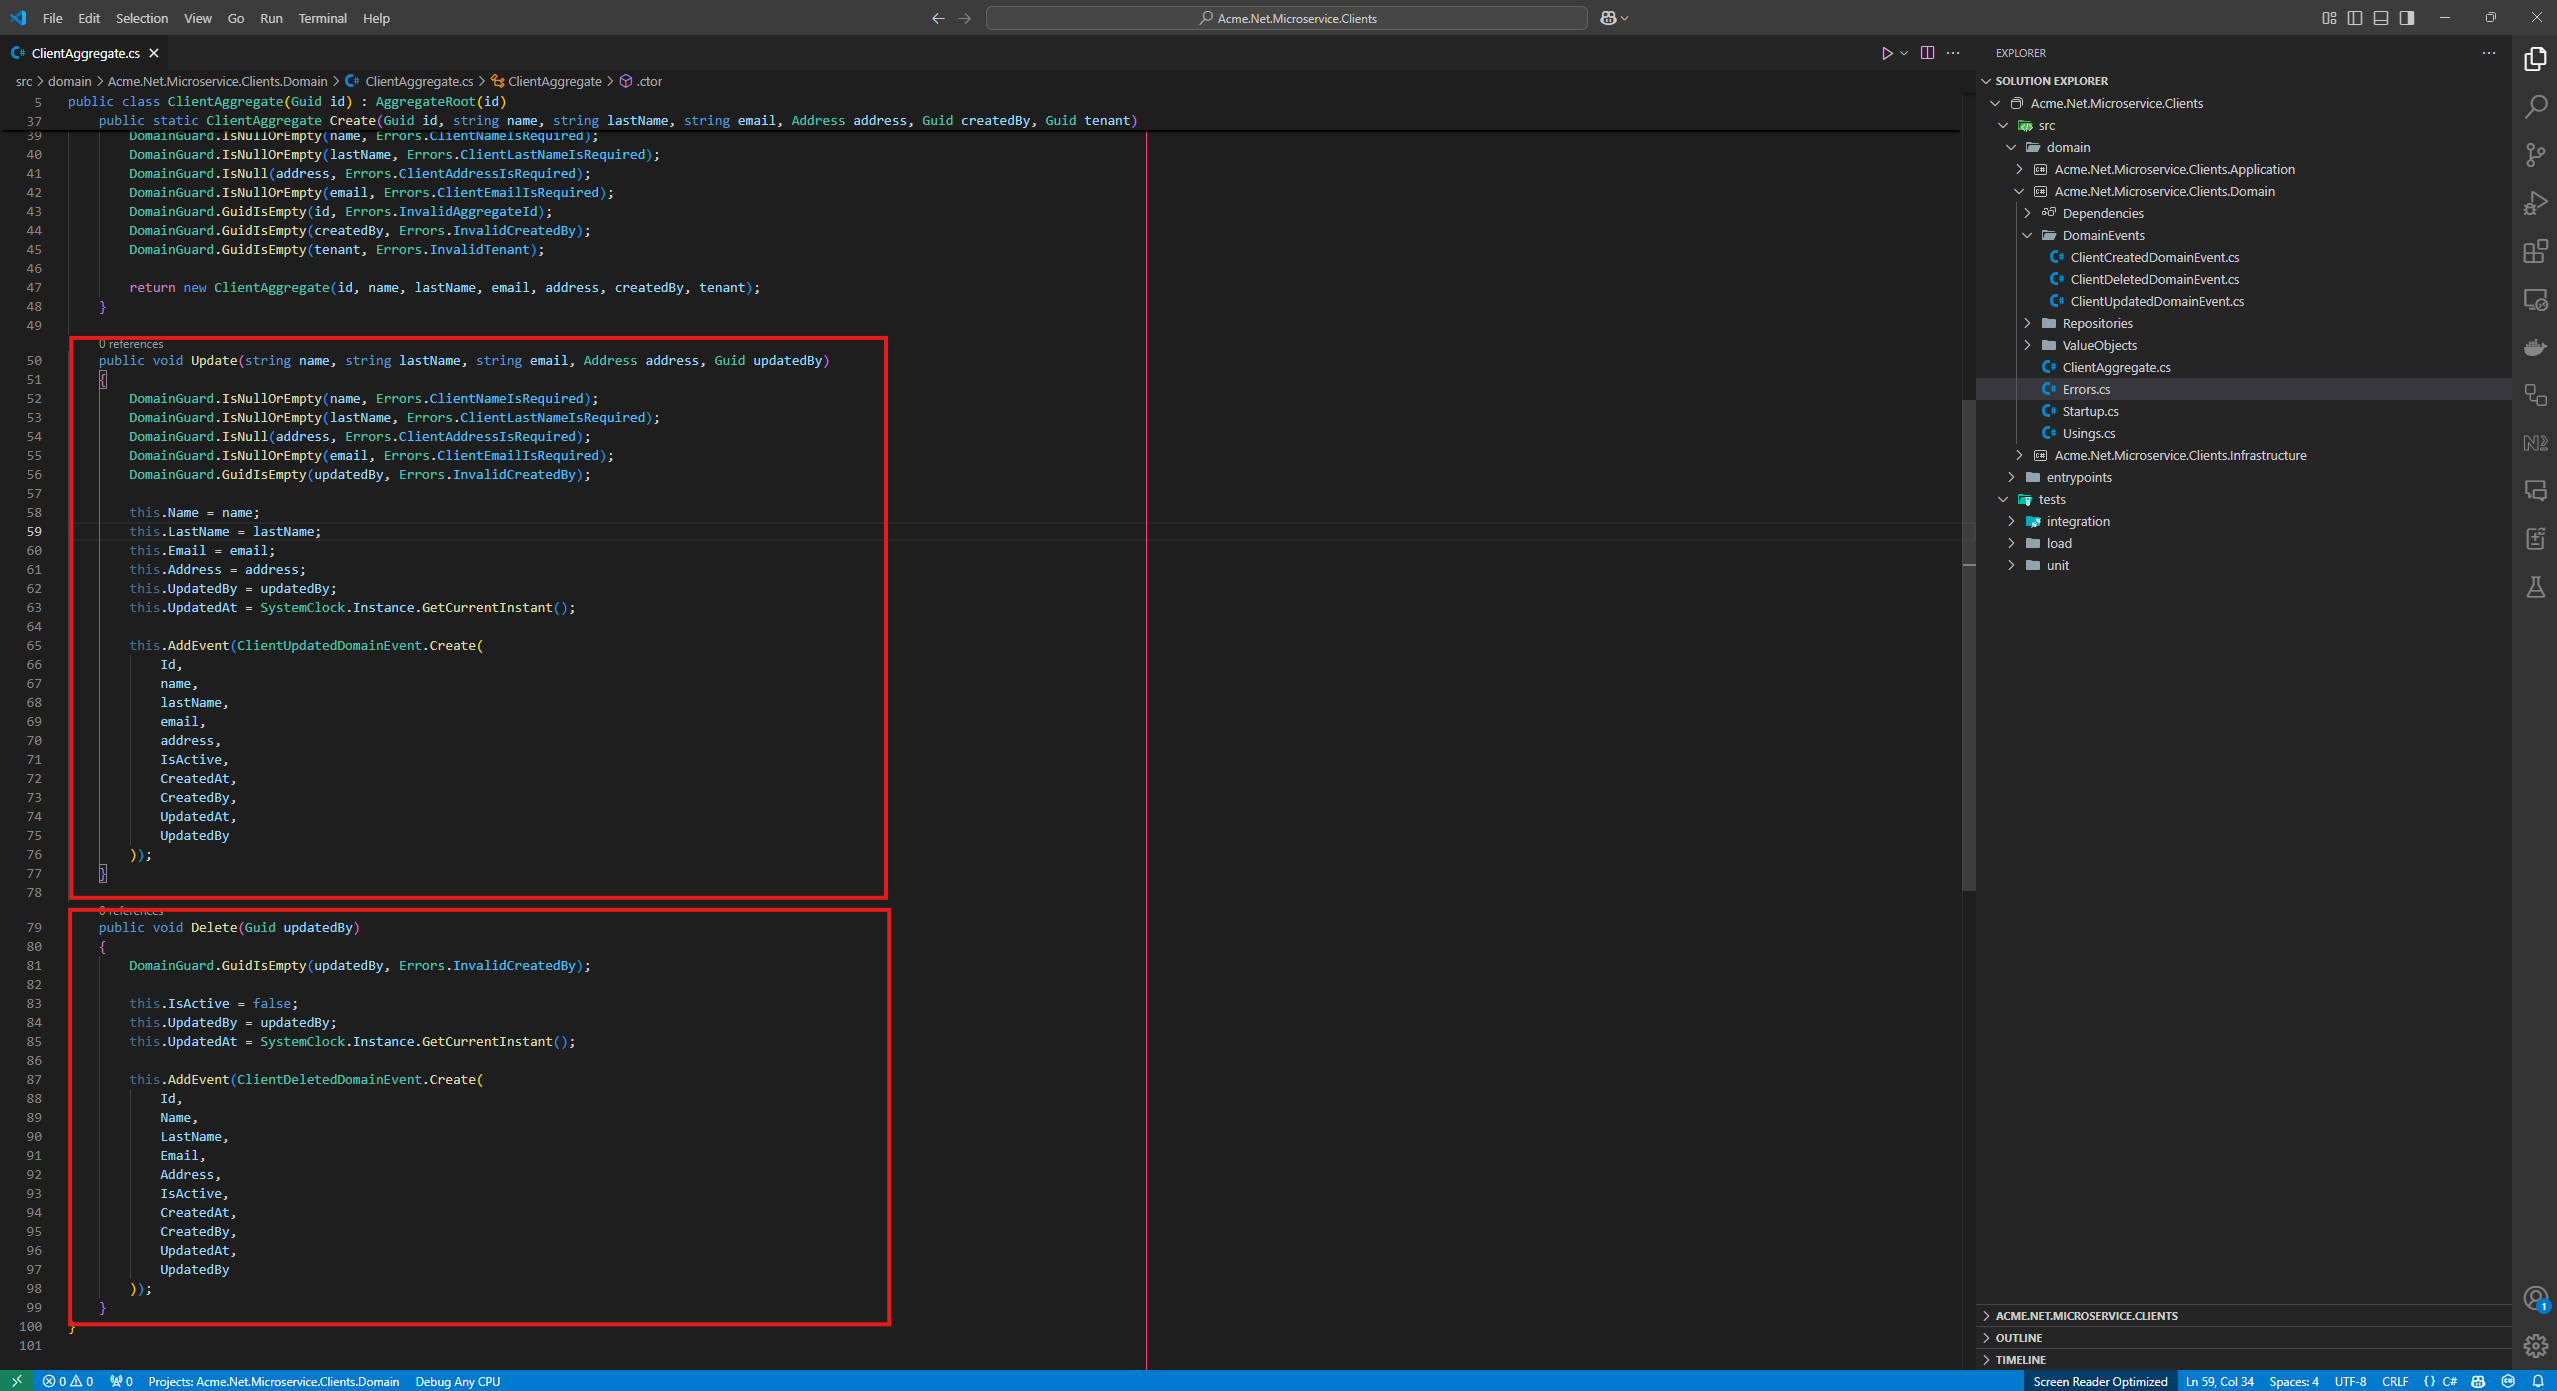 File Edit Selection View Go Run Terminal Help
Acme.Net.Microservice.Clients
ClientAggregate.cs
src > domain > Acme.Net.Microservice.Clients.Domain > ClientAggregate.cs > ClientAggregate > .ctor
5 public class ClientAggregate(Guid id) : AggregateRoot(id)
37 public static ClientAggregate Create(Guid id, string name, string lastName, string email, Address address, Guid createdBy, Guid tenant)
39 DomainGuard.IsNullOrEmpty(name, Errors.ClientNameIsRequired);
40 DomainGuard.IsNullOrEmpty(lastName, Errors.ClientLastNameIsRequired);
41 DomainGuard.IsNull(address, Errors.ClientAddressIsRequired);
42 DomainGuard.IsNullOrEmpty(email, Errors.ClientEmailIsRequired);
43 DomainGuard.GuidIsEmpty(id, Errors.InvalidAggregateId);
44 DomainGuard.GuidIsEmpty(createdBy, Errors.InvalidCreatedBy);
45 DomainGuard.GuidIsEmpty(tenant, Errors.InvalidTenant);
46
47 return new ClientAggregate(id, name, lastName, email, address, createdBy, tenant);
48 }
49
0 references
50 public void Update(string name, string lastName, string email, Address address, Guid updatedBy)
51 {
52 DomainGuard.IsNullOrEmpty(name, Errors.ClientNameIsRequired);
53 DomainGuard.IsNullOrEmpty(lastName, Errors.ClientLastNameIsRequired);
54 DomainGuard.IsNull(address, Errors.ClientAddressIsRequired);
55 DomainGuard.IsNullOrEmpty(email, Errors.ClientEmailIsRequired);
56 DomainGuard.GuidIsEmpty(updatedBy, Errors.InvalidCreatedBy);
57
58 this.Name = name;
59 this.LastName = lastName;
60 this.Email = email;
61 this.Address = address;
62 this.UpdatedBy = updatedBy;
63 this.UpdatedAt = SystemClock.Instance.GetCurrentInstant();
64
65 this.AddEvent(ClientUpdatedDomainEvent.Create(
66 Id,
67 name,
68 lastName,
69 email,
70 address,
71 IsActive,
72 CreatedAt,
73 CreatedBy,
74 UpdatedAt,
75 UpdatedBy
76 ));
77 }
78
0 references
79 public void Delete(Guid updatedBy)
80 {
81 DomainGuard.GuidIsEmpty(updatedBy, Errors.InvalidCreatedBy);
82
83 this.IsActive = false;
84 this.UpdatedBy = updatedBy;
85 this.UpdatedAt = SystemClock.Instance.GetCurrentInstant();
86
87 this.AddEvent(ClientDeletedDomainEvent.Create(
88 Id,
89 Name,
90 LastName,
91 Email,
92 Address,
93 IsActive,
94 CreatedAt,
95 CreatedBy,
96 UpdatedAt,
97 UpdatedBy
98 ));
99 }
100 }
101
EXPLORER
SOLUTION EXPLORER
Acme.Net.Microservice.Clients
src
domain
Acme.Net.Microservice.Clients.Application
Acme.Net.Microservice.Clients.Domain
Dependencies
DomainEvents
ClientCreatedDomainEvent.cs
ClientDeletedDomainEvent.cs
ClientUpdatedDomainEvent.cs
Repositories
ValueObjects
ClientAggregate.cs
Errors.cs
Startup.cs
Usings.cs
Acme.Net.Microservice.Clients.Infrastructure
entrypoints
tests
integration
load
unit
ACME.NET.MICROSERVICE.CLIENTS
OUTLINE
TIMELINE
1
0 0 0 Projects: Acme.Net.Microservice.Clients.Domain Debug Any CPU
Screen Reader Optimized Ln 59, Col 34 Spaces: 4 UTF-8 CRLF {} C#